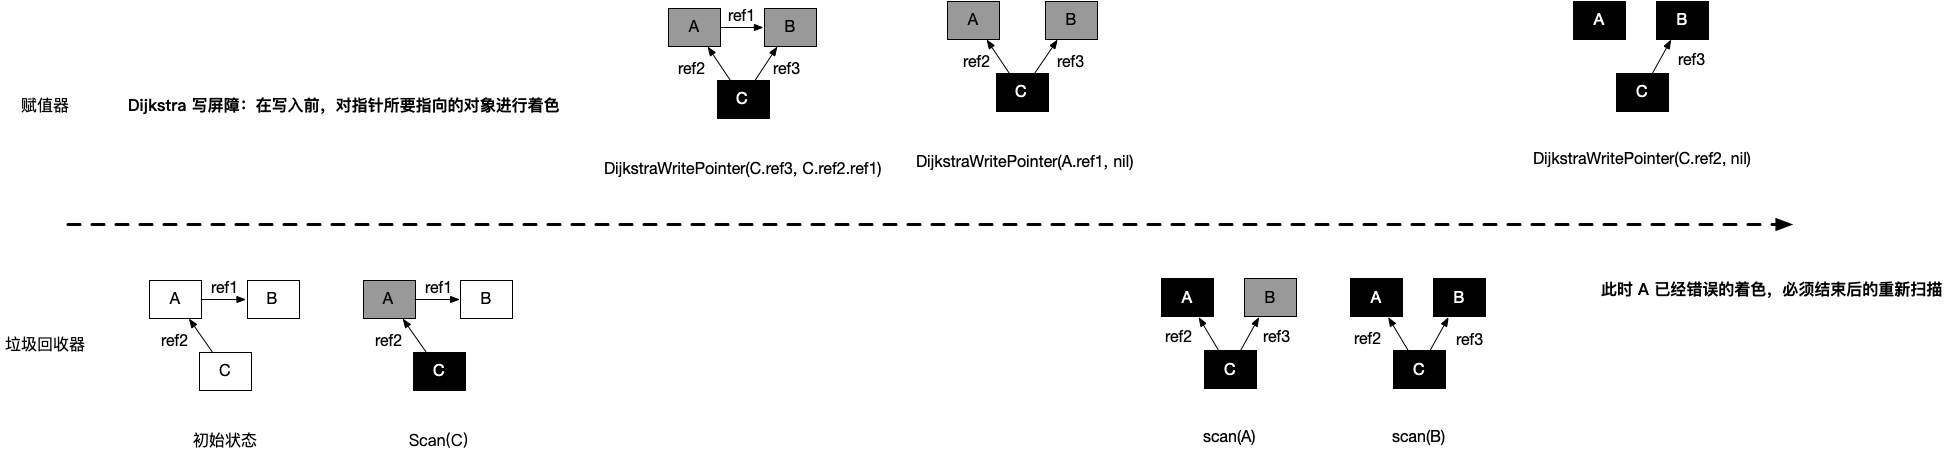 A
ref1
B
ref2
ref3
C
DijkstraWritePointer(C.ref3, C.ref2.ref1)
A
B
ref2
ref3
C
DijkstraWritePointer(A.ref1, nil)
A
B
ref3
C
DijkstraWritePointer(C.ref2, nil)
赋值器
Dijkstra 写屏障：在写入前，对指针所要指向的对象进行着色
垃圾回收器
A
ref1
B
ref2
C
初始状态
A
ref1
B
ref2
C
Scan(C)
A
B
ref2
ref3
C
scan(A)
A
B
ref2
ref3
C
scan(B)
此时 A 已经错误的着色，必须结束后的重新扫描